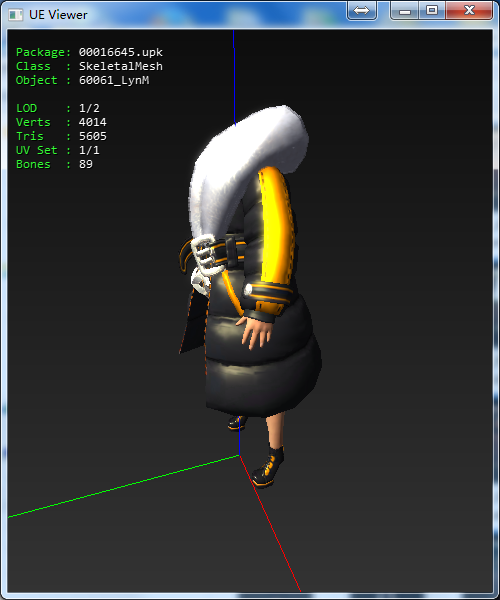 UE Viewer
Package: 00016645.upk
Class : SkeletalMesh
Object : 60061_LynM
LOD : 1/2
Verts : 4014
Tris : 5605
UV Set : 1/1
Bones : 89